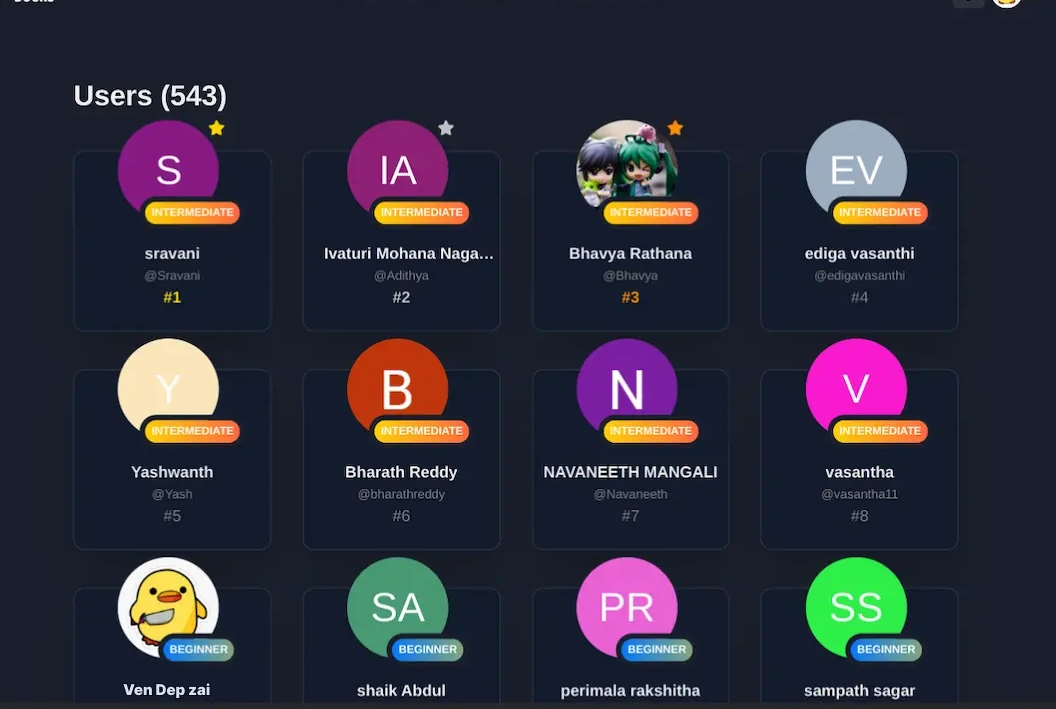 Users (543)
S
IA
EV
INTERMEDIATE
INTERMEDIATE
INTERMEDIATE
INTERMEDIATE
sravani
Ivaturi Mohana Naga...
Bhavya Rathana
ediga vasanthi
@Sravani
@Adithya
@Bhavya
@edigavasanthi
#1
#2
#3
#4
Y
B
N
V
INTERMEDIATE
INTERMEDIATE
INTERMEDIATE
INTERMEDIATE
Yashwanth
Bharath Reddy
NAVANEETH MANGALI
vasantha
@Yash
@bharathreddy
@Navaneeth
@vasantha11
#5
#6
#7
#8
SA
PR
SS
BEGINNER
BEGINNER
BEGINNER
BEGINNER
Ven Dep zai
shaik Abdul
perimala rakshitha
sampath sagar